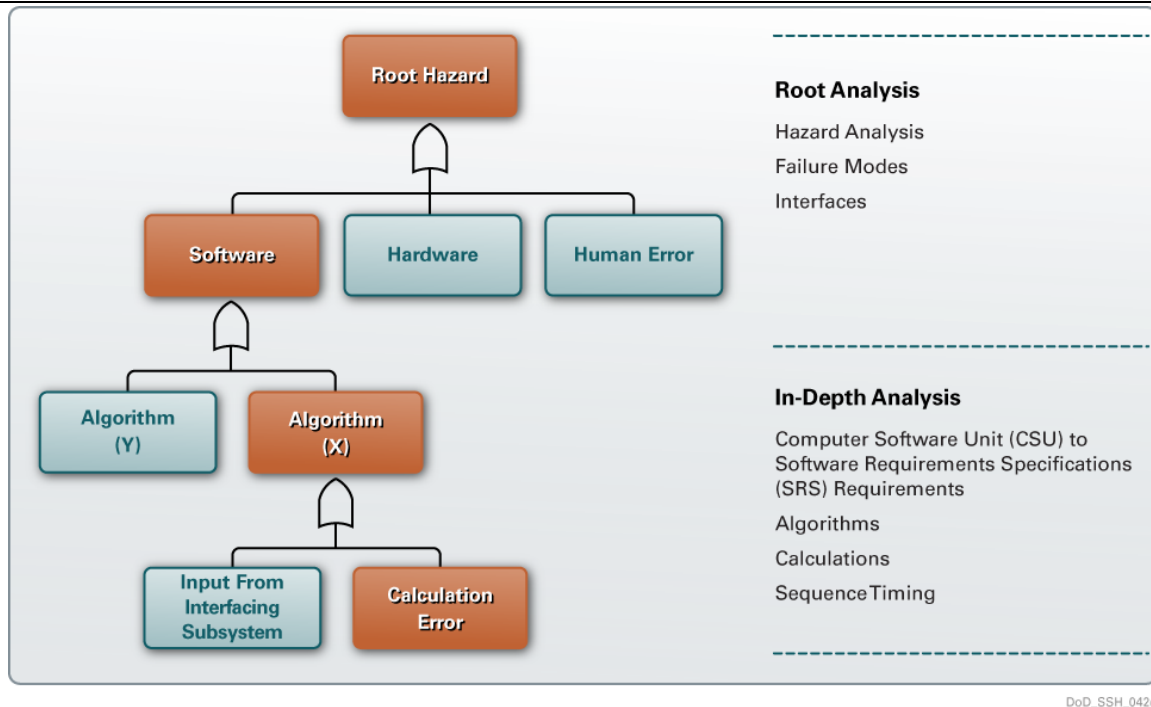 Root Hazard
Software
Hardware
Human Error
Algorithm
(Y)
Algorithm
(X)
Input From
Interfacing
Subsystem
Calculation
Error
Root Analysis
Hazard Analysis
Failure Modes
Interfaces
In-Depth Analysis
Computer Software Unit (CSU) to
Software Requirements Specifications
(SRS) Requirements
Algorithms
Calculations
Sequence Timing